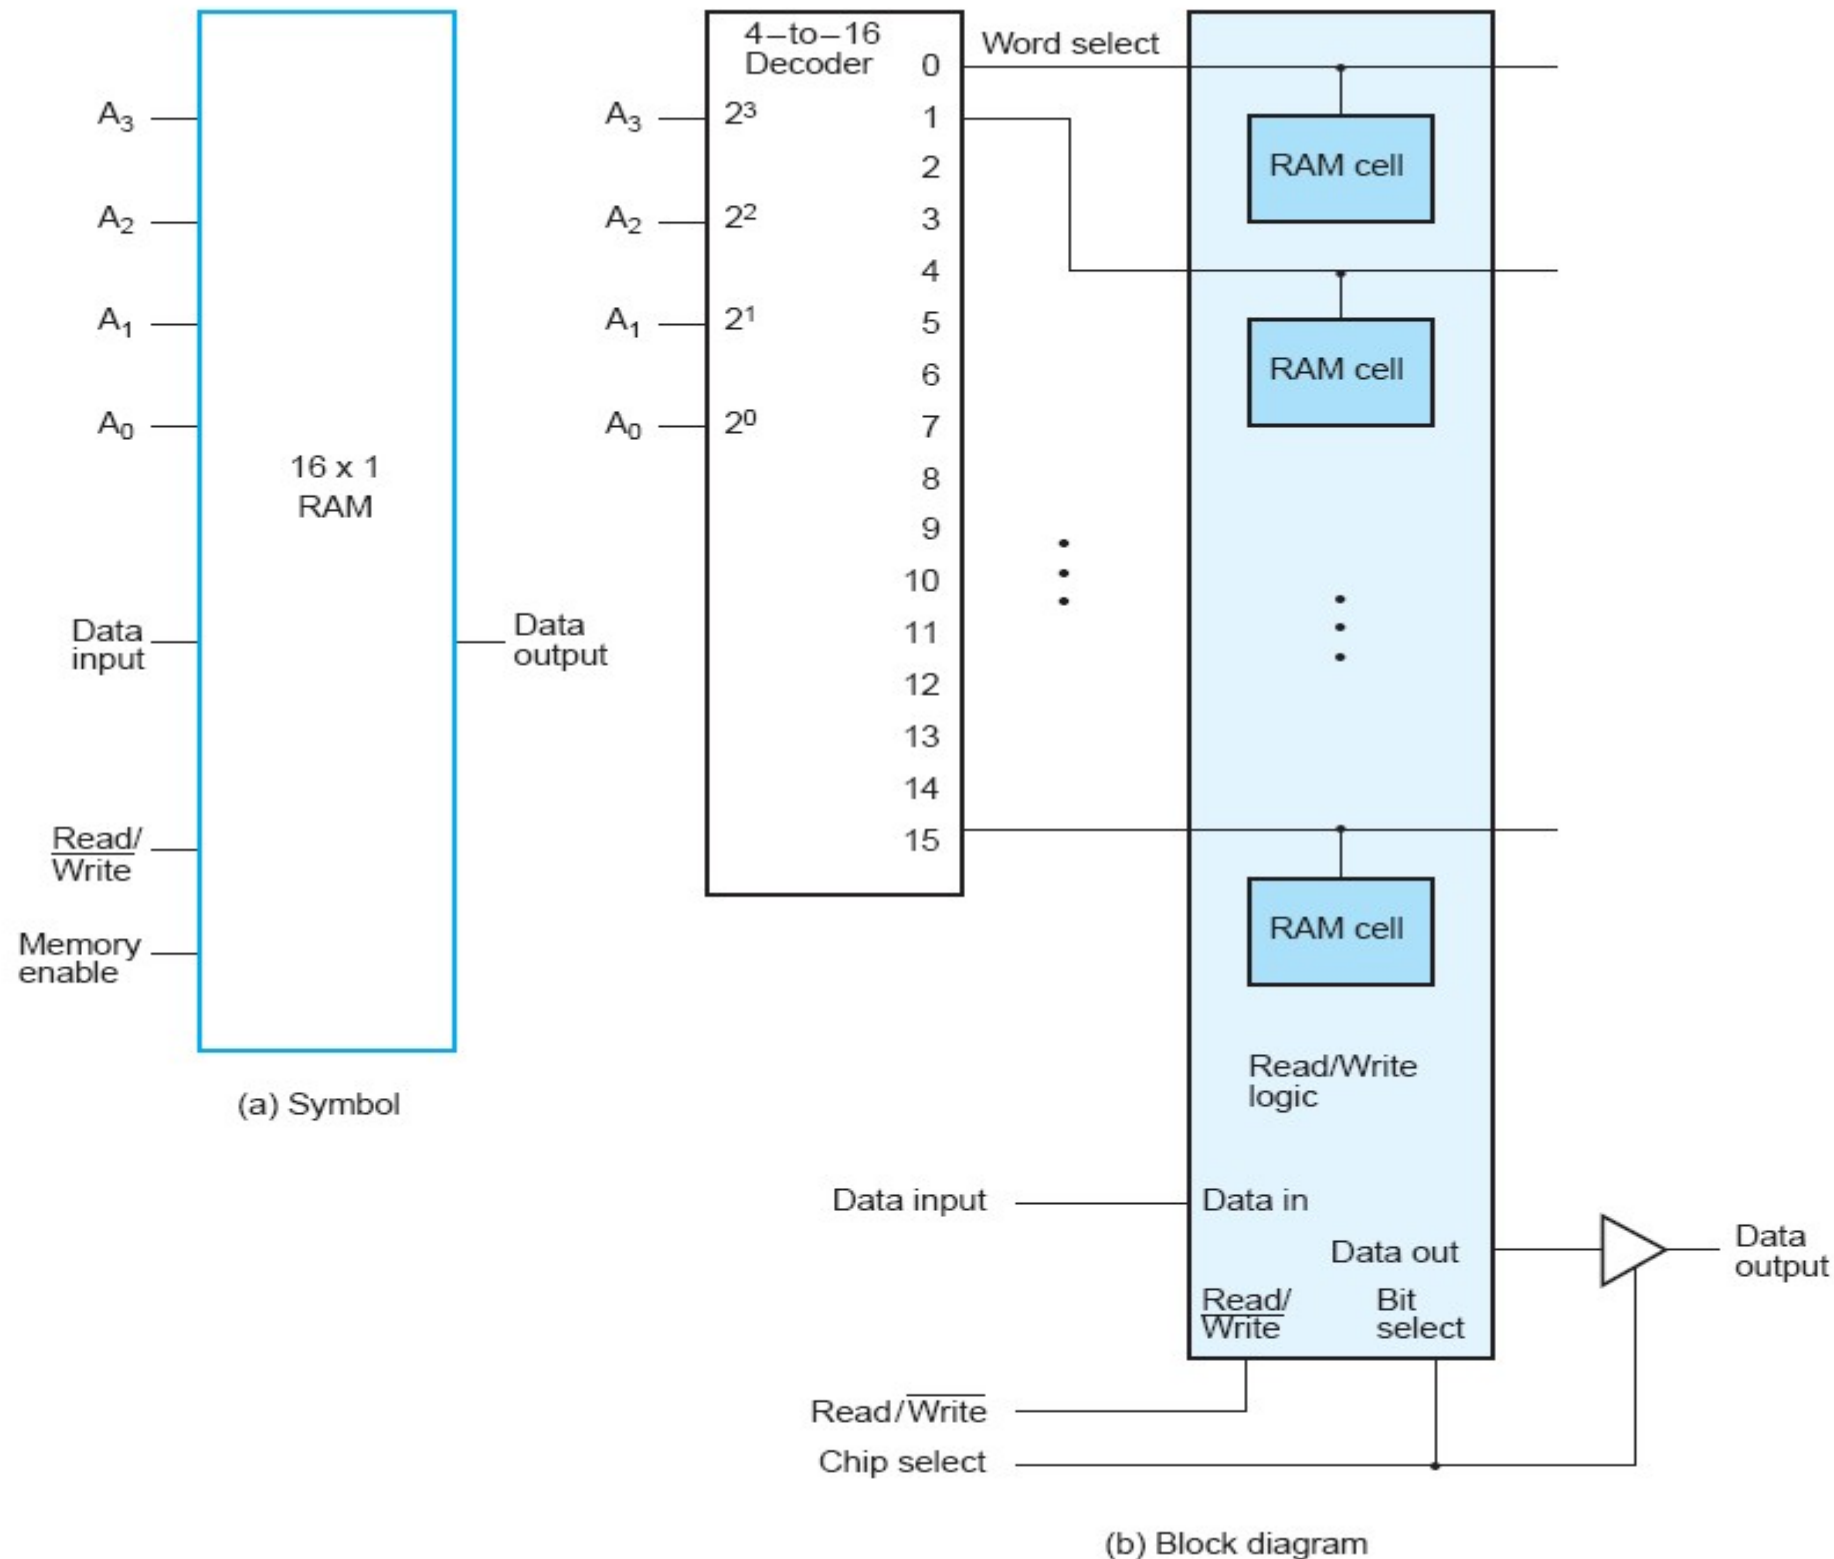 A3
A2
A1
A0
16 x 1
RAM
Data
input
Data
output
Read/
Write
Memory
enable
(a) Symbol
4–to–16
Decoder
A3
A2
A1
A0
2³
2²
2¹
2⁰
0
1
2
3
4
5
6
7
8
9
10
11
12
13
14
15
Word select
RAM cell
RAM cell
RAM cell
Read/Write
logic
Data input
Data in
Data out
Data
output
Read/
Write
Bit
select
Read/Write
Chip select
(b) Block diagram